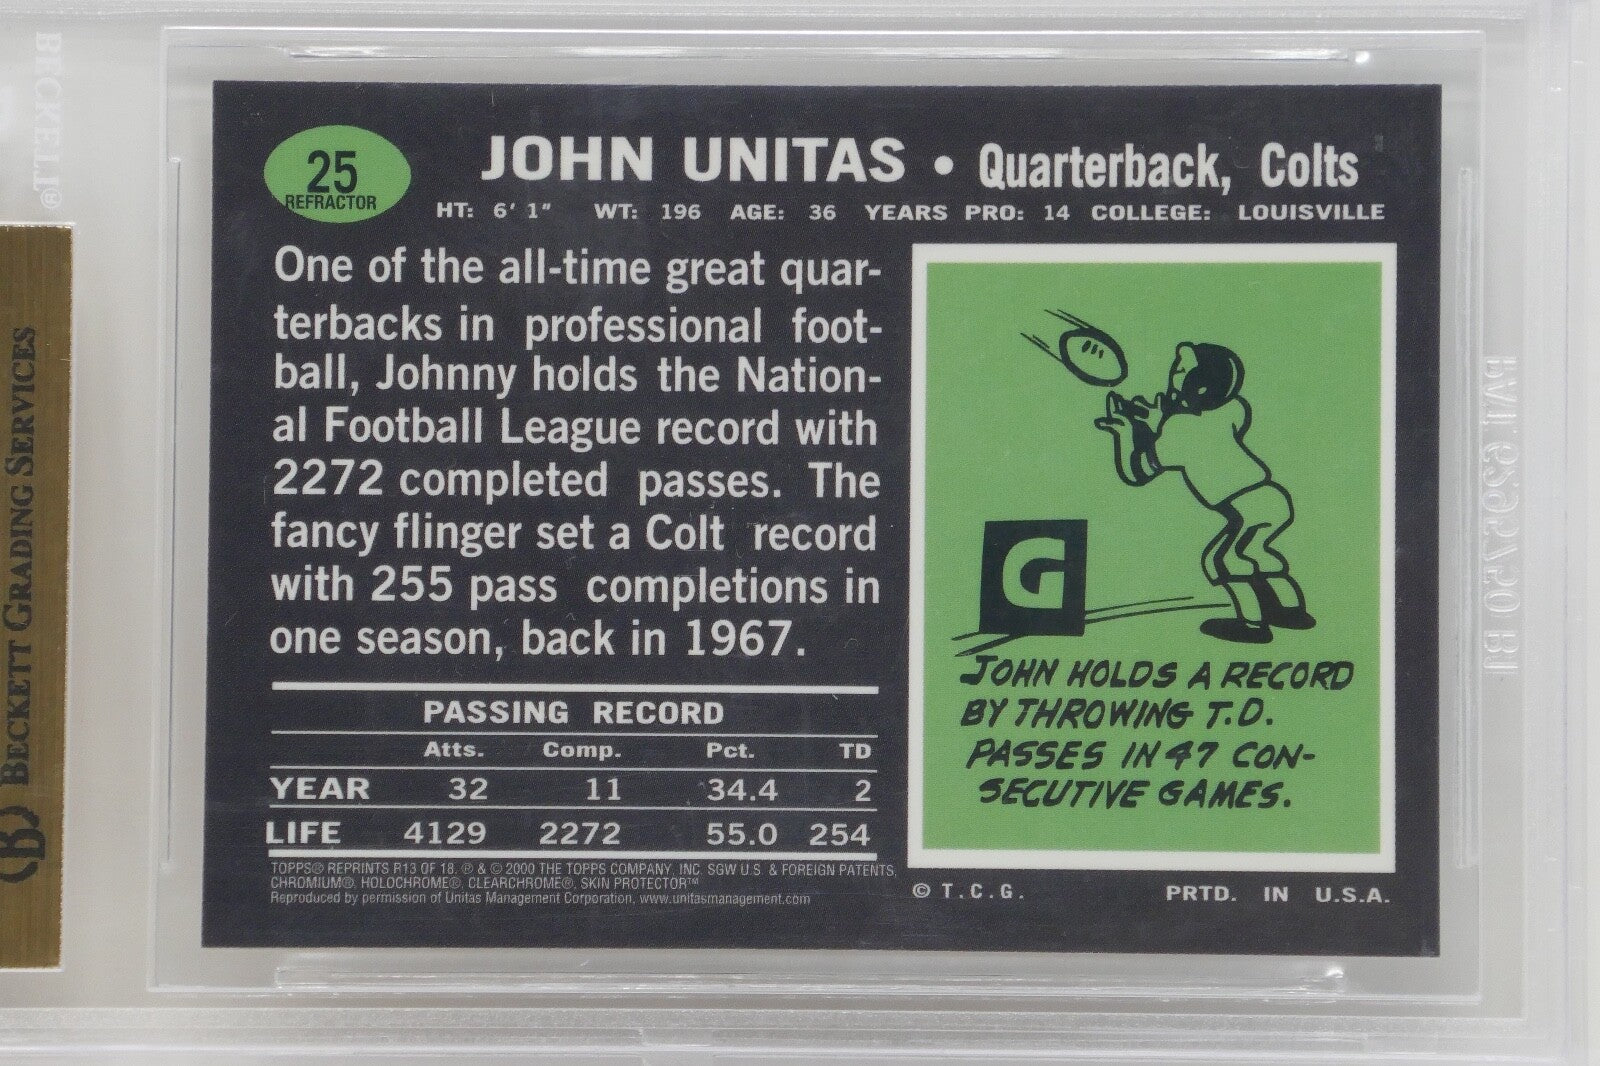 BECKETT®
(B) BECKETT GRADING SERVICES
25
REFRACTOR
JOHN UNITAS • Quarterback, Colts
HT: 6' 1" WT: 196 AGE: 36 YEARS PRO: 14 COLLEGE: LOUISVILLE
One of the all-time great quar-
terbacks in professional foot-
ball, Johnny holds the Nation-
al Football League record with
2272 completed passes. The
fancy flinger set a Colt record
with 255 pass completions in
one season, back in 1967.
PASSING RECORD
Atts. Comp. Pct. TD
YEAR 32 11 34.4 2
LIFE 4129 2272 55.0 254
TOPPS® REPRINTS R13 OF 18. ℗ & © 2000 THE TOPPS COMPANY, INC. SGW U.S. & FOREIGN PATENTS,
CHROMIUM®, HOLOCHROME®, CLEARCHROME®, SKIN PROTECTOR™
Reproduced by permission of Unitas Management Corporation, www.unitasmanagement.com
G
JOHN HOLDS A RECORD
BY THROWING T.D.
PASSES IN 47 CON-
SECUTIVE GAMES.
© T.C.G. PRTD. IN U.S.A.